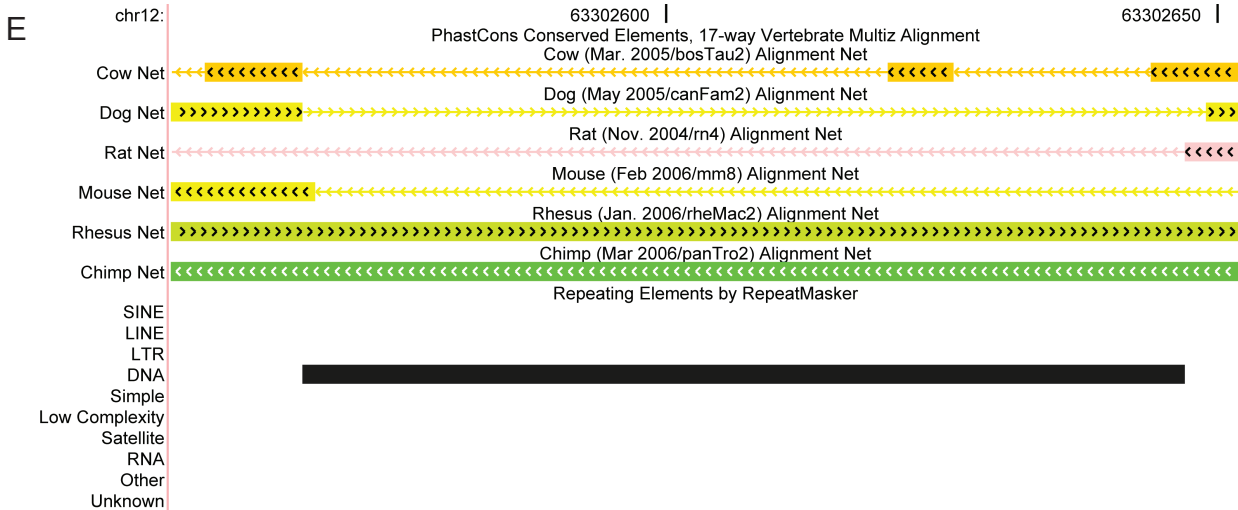 E
chr12: 63302600 63302650
PhastCons Conserved Elements, 17-way Vertebrate Multiz Alignment
Cow (Mar. 2005/bosTau2) Alignment Net
Cow Net
Dog (May 2005/canFam2) Alignment Net
Dog Net
Rat (Nov. 2004/rn4) Alignment Net
Rat Net
Mouse (Feb 2006/mm8) Alignment Net
Mouse Net
Rhesus (Jan. 2006/rheMac2) Alignment Net
Rhesus Net
Chimp (Mar 2006/panTro2) Alignment Net
Chimp Net
Repeating Elements by RepeatMasker
SINE
LINE
LTR
DNA
Simple
Low Complexity
Satellite
RNA
Other
Unknown